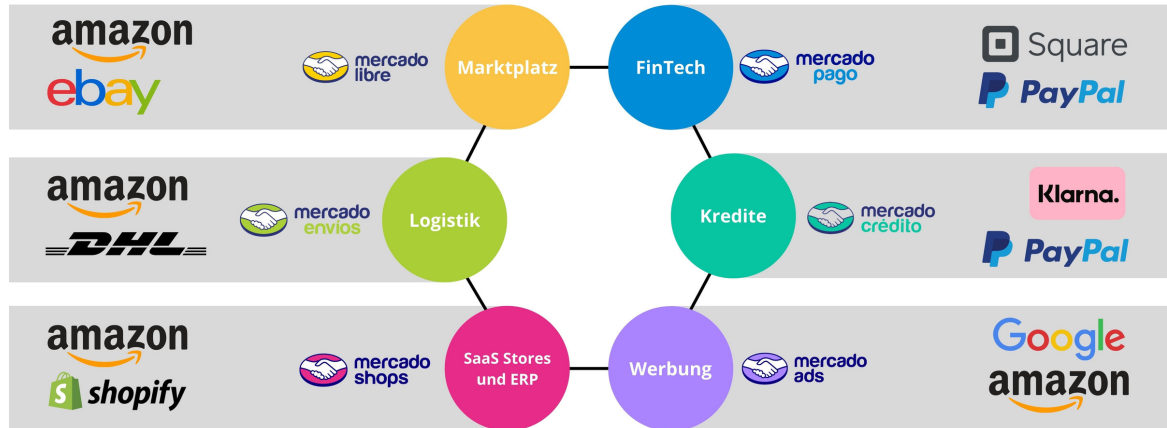 amazon
ebay
mercado
libre
Marktplatz
FinTech
mercado
pago
Square
PayPal
amazon
DHL
mercado
envios
Logistik
Kredite
mercado
crédito
Klarna.
PayPal
amazon
shopify
mercado
shops
SaaS Stores
und ERP
Werbung
mercado
ads
Google
amazon